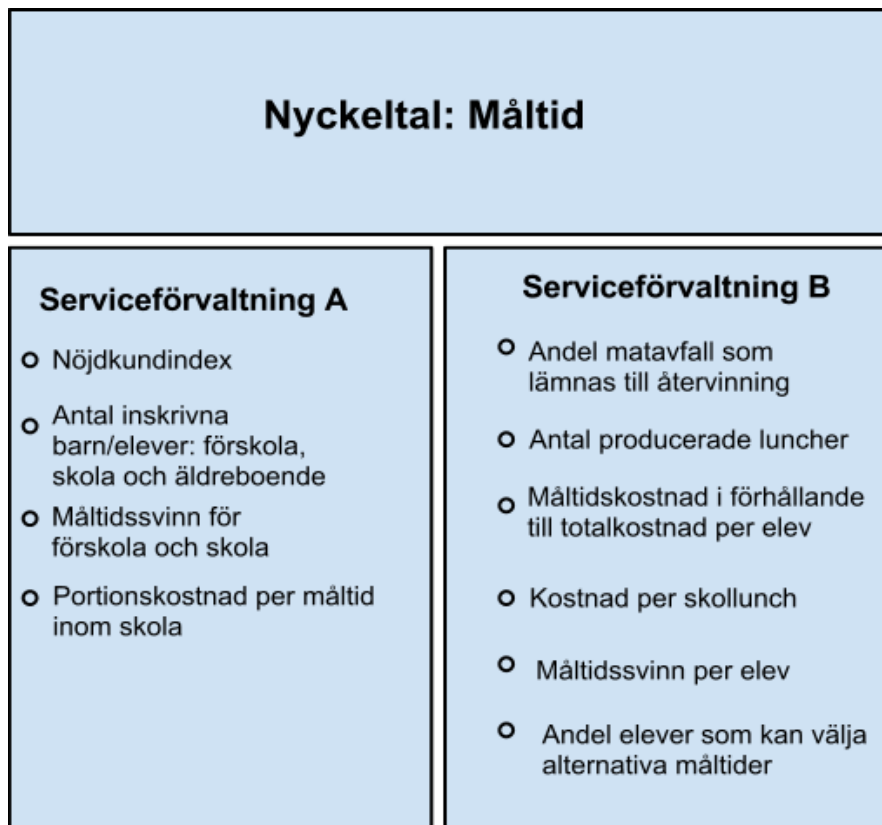 Nyckeltal: Måltid
Serviceförvaltning A
Nöjdkundindex
Antal inskrivna
barn/elever: förskola,
skola och äldreboende
Måltidssvinn för
förskola och skola
Portionskostnad per måltid
inom skola
Serviceförvaltning B
Andel matavfall som
lämnas till återvinning
Antal producerade luncher
Måltidskostnad i förhållande
till totalkostnad per elev
Kostnad per skollunch
Måltidssvinn per elev
Andel elever som kan välja
alternativa måltider